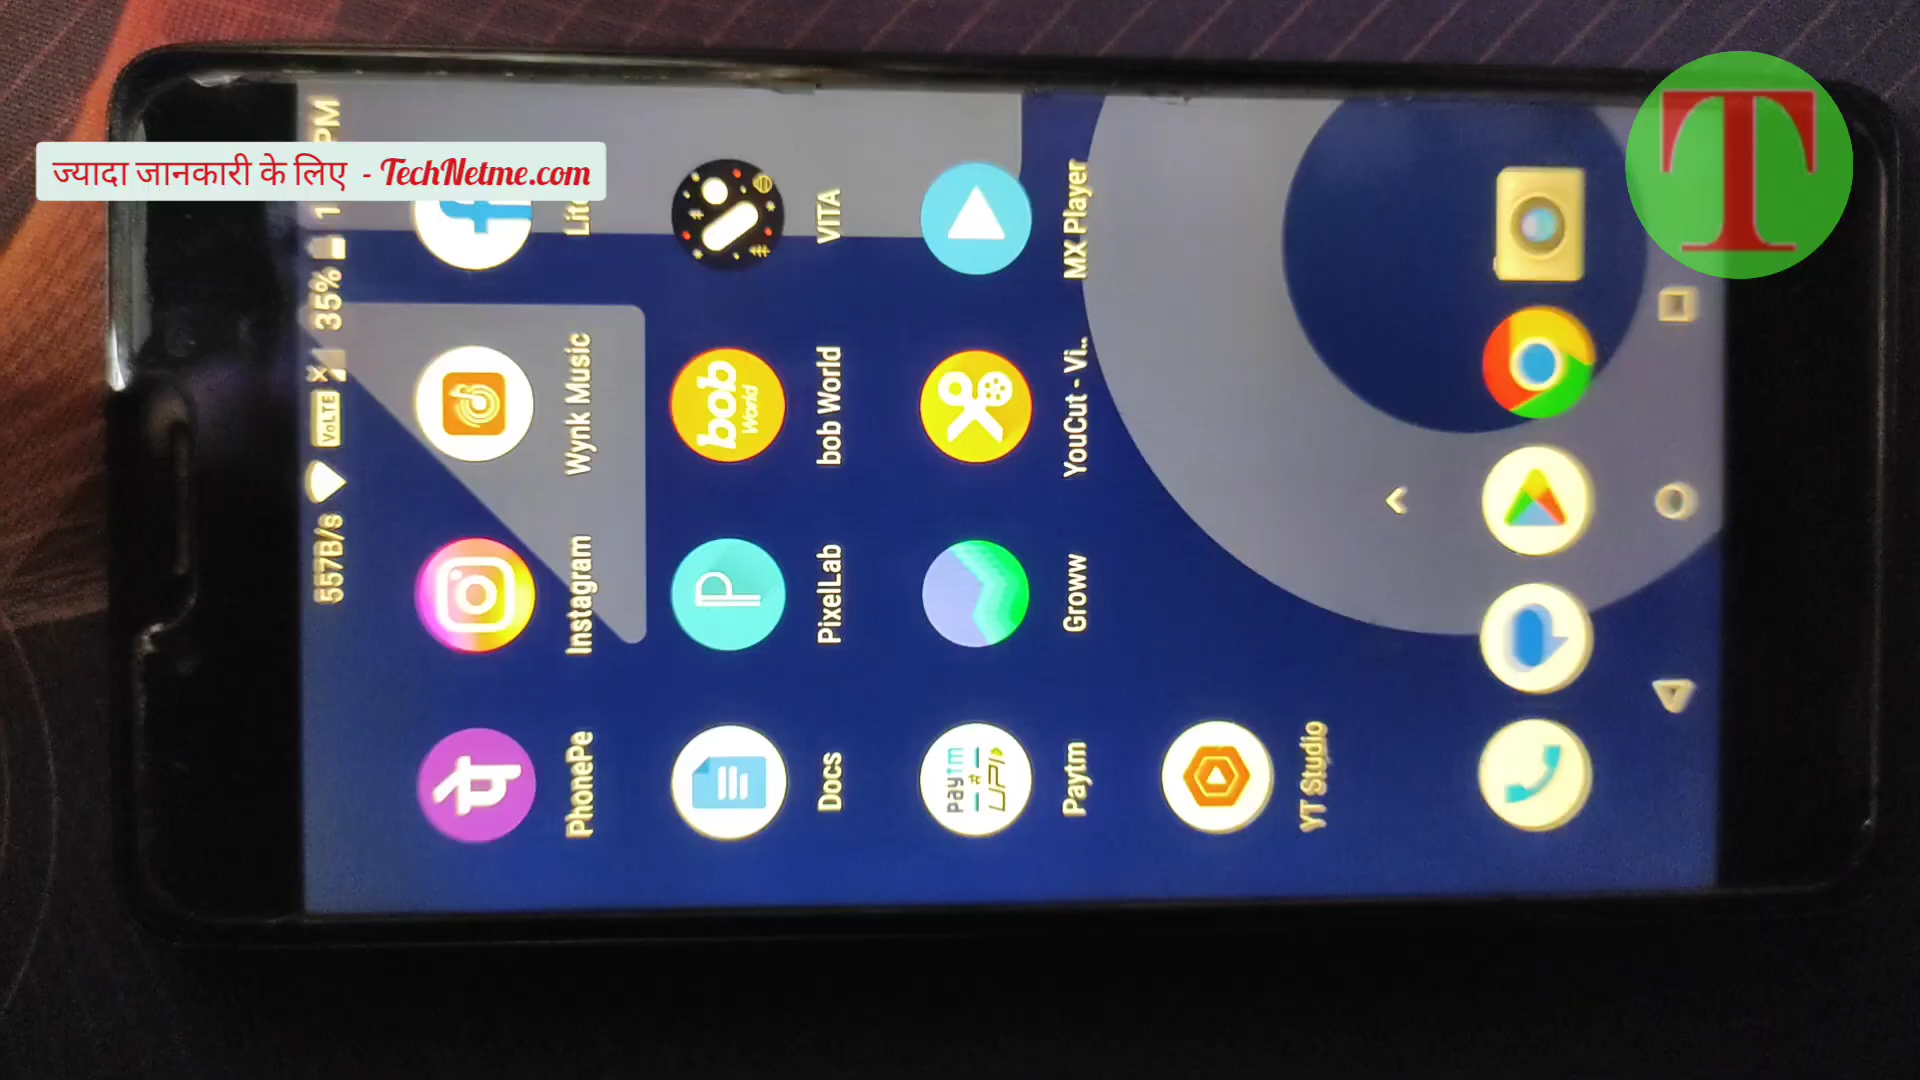 ज्यादा जानकारी के लिए - TechNetme.com
T
557B/s VoLTE 35% PM
PhonePe Instagram Wynk Music
bob World
Docs PixelLab bob World VITA
Paytm UPI
Paytm Groww YouCut - Vi.. MX Player
YT Studio